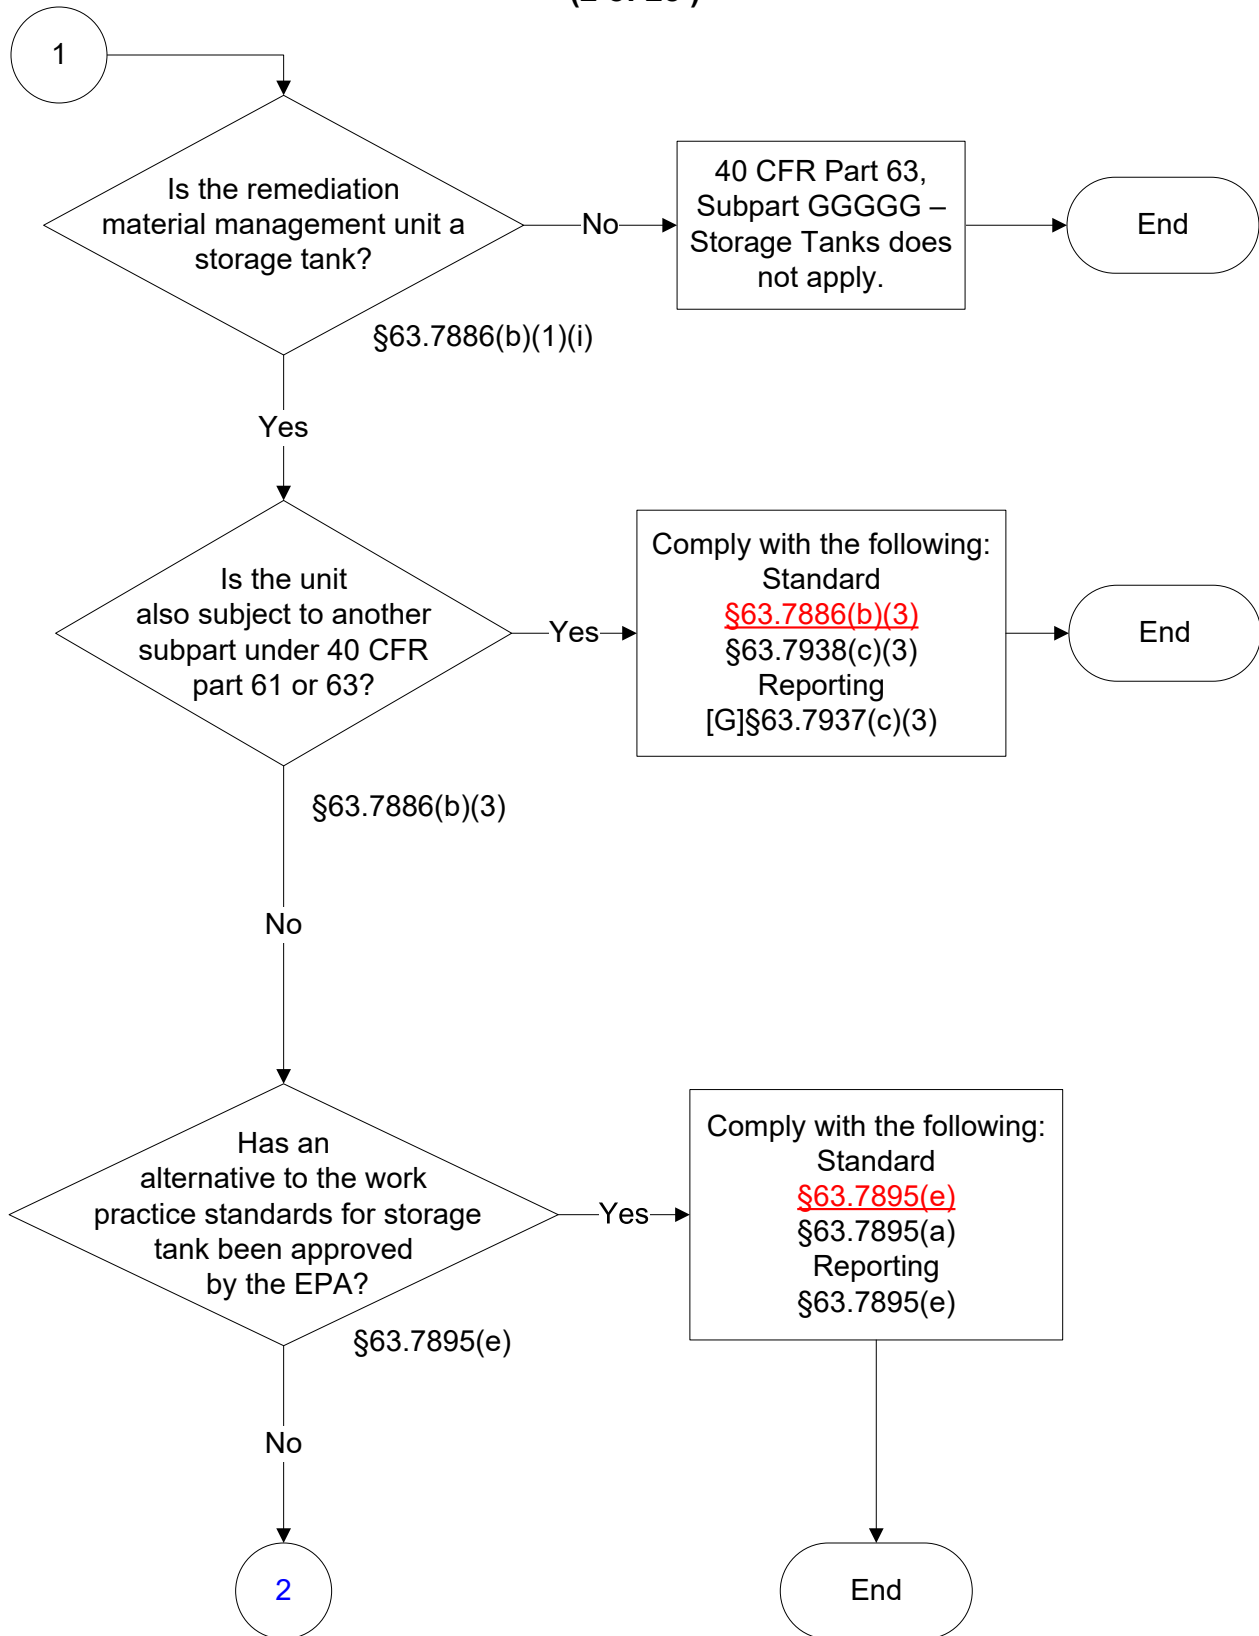 (2 of 28 )
1
Is the remediation
material management unit a
storage tank?
No
40 CFR Part 63,
Subpart GGGGG –
Storage Tanks does
not apply.
End
§63.7886(b)(1)(i)
Yes
Is the unit
also subject to another
subpart under 40 CFR
part 61 or 63?
Yes
Comply with the following:
Standard
§63.7886(b)(3)
§63.7938(c)(3)
Reporting
[G]§63.7937(c)(3)
End
§63.7886(b)(3)
No
Has an
alternative to the work
practice standards for storage
tank been approved
by the EPA?
Yes
Comply with the following:
Standard
§63.7895(e)
§63.7895(a)
Reporting
§63.7895(e)
§63.7895(e)
No
2
End